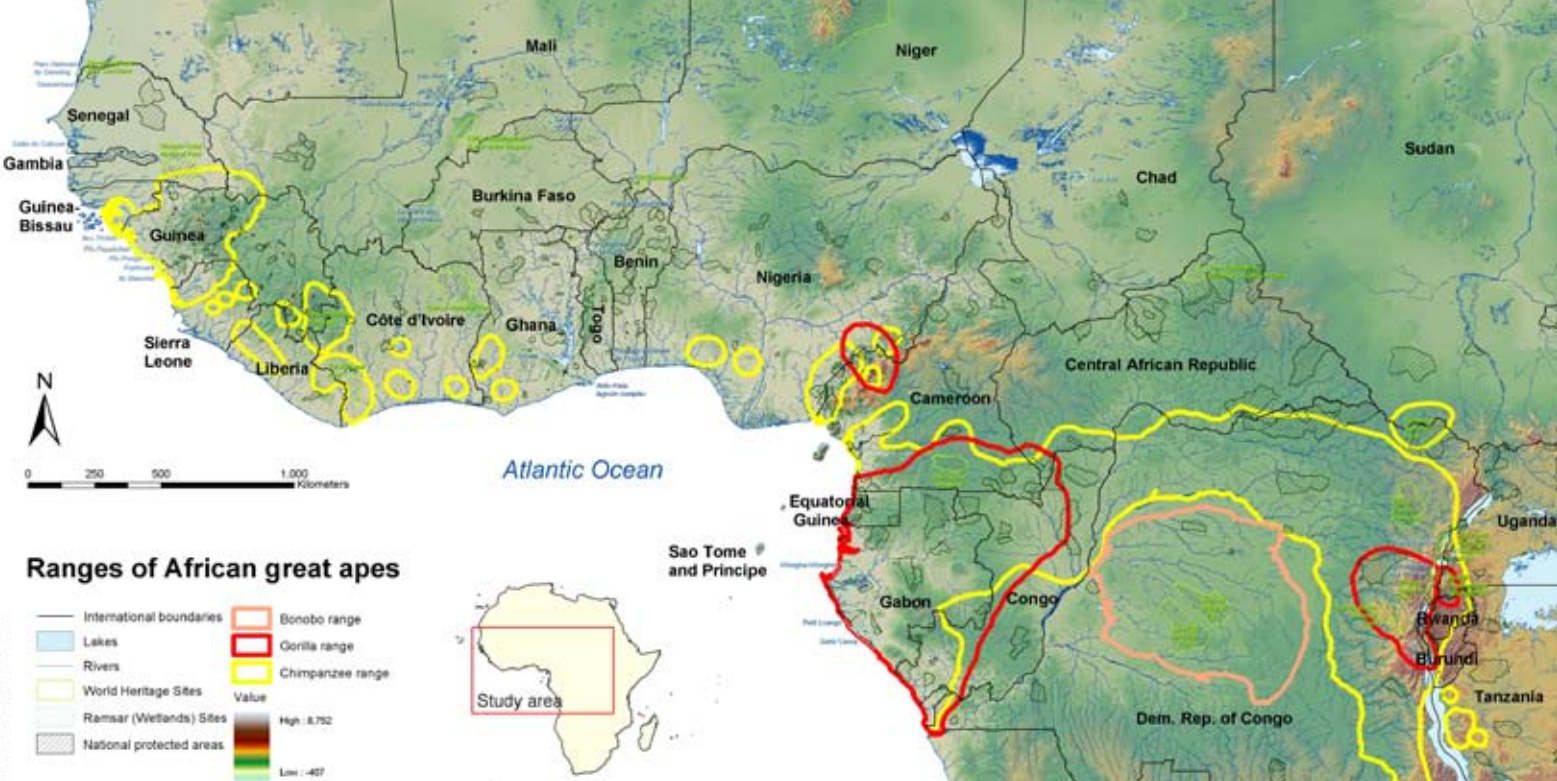 Mali
Niger
Senegal
Sudan
Gambia
Chad
Burkina Faso
Guinea-
Bissau
Guinea
Benin
Nigeria
Côte d'Ivoire
Ghana
Togo
Sierra
Leone
Liberia
Central African Republic
Cameroon
N
0 250 500 1.000
Kilometers
Atlantic Ocean
Equatorial
Guinea
Uganda
Sao Tome
and Principe
Gabon
Congo
Rwanda
Burundi
Tanzania
Dem. Rep. of Congo
Ranges of African great apes
International boundaries
Lakes
Rivers
World Heritage Sites
Ramsar (Wetlands) Sites
National protected areas
Bonobo range
Gorilla range
Chimpanzee range
Value
High : 8,752
Low : -407
Study area